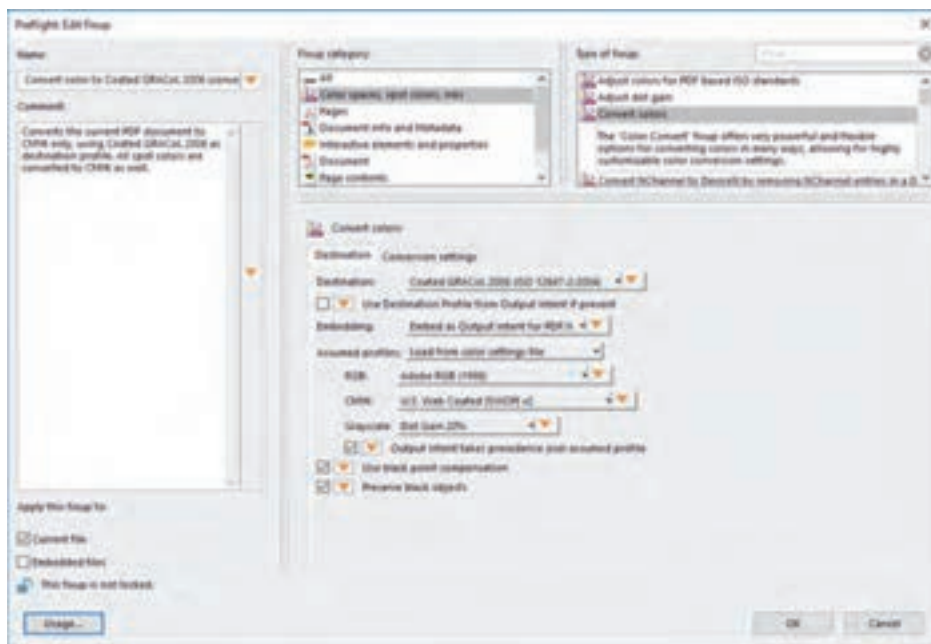 Preflight: Edit Fixup
Name:
Convert color to Coated GRACoL 2006
Comment:
Converts the current PDF document to
CMYK only, using Coated GRACoL 2006 as
destination profile. All spot colors are
converted to CMYK as well.
Apply this fixup to:
Current file
Embedded files
This fixup is not locked.
Usage...
Fixup category:
All
Color spaces, spot colors, inks
Pages
Document info and Metadata
Interactive elements and properties
Document
Page contents
Type of fixup:
Adjust colors for PDF based ISO standards
Adjust dot gain
Convert colors
The 'Color Convert' fixup offers very powerful and flexible
options for converting colors in many ways, allowing for highly
customizable color conversion settings.
Convert NChannel to DeviceN by removing NChannel entries in a D
Convert colors
Destination Conversion settings
Destination: Coated GRACoL 2006 (ISO 12647-2:2004)
Use Destination Profile from Output Intent if present
Embedding: Embed as Output Intent for PDF/X
Assumed profiles: Load from color settings file
RGB: Adobe RGB (1998)
CMYK: U.S. Web Coated (SWOP) v2
Grayscale: Dot Gain 20%
Output intent takes precedence over assumed profile
Use black point compensation
Preserve black objects
OK Cancel